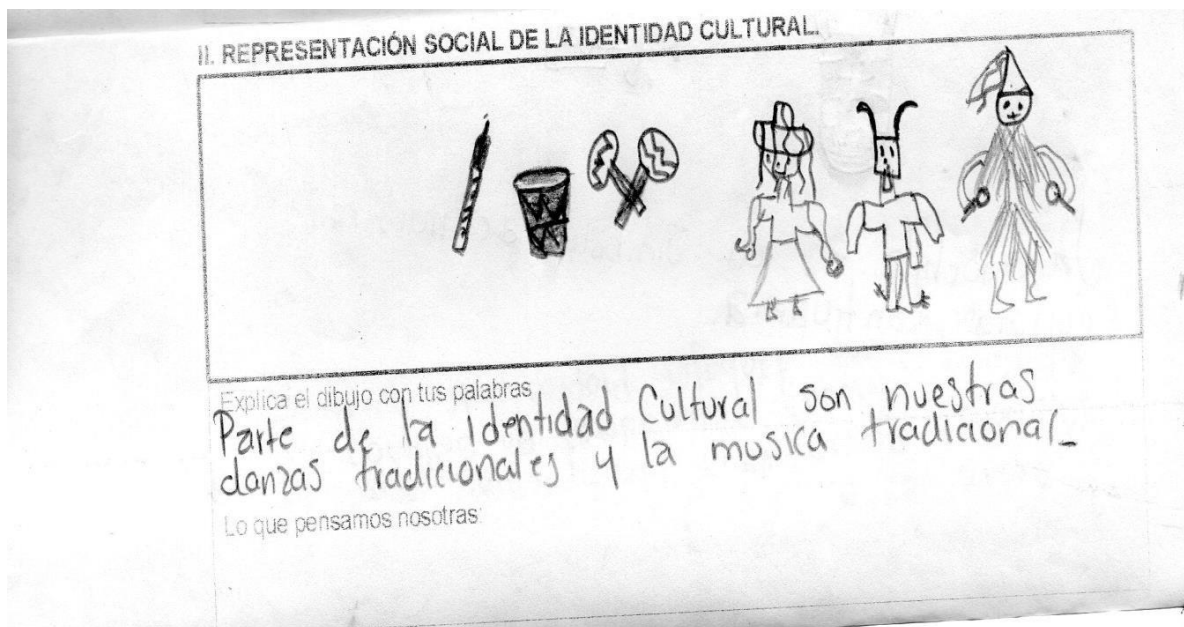 II. REPRESENTACIÓN SOCIAL DE LA IDENTIDAD CULTURAL.
Explica el dibujo con tus palabras
Parte de la identidad Cultural son nuestras
danzas tradicionales y la musica tradicional_
Lo que pensamos nosotras: